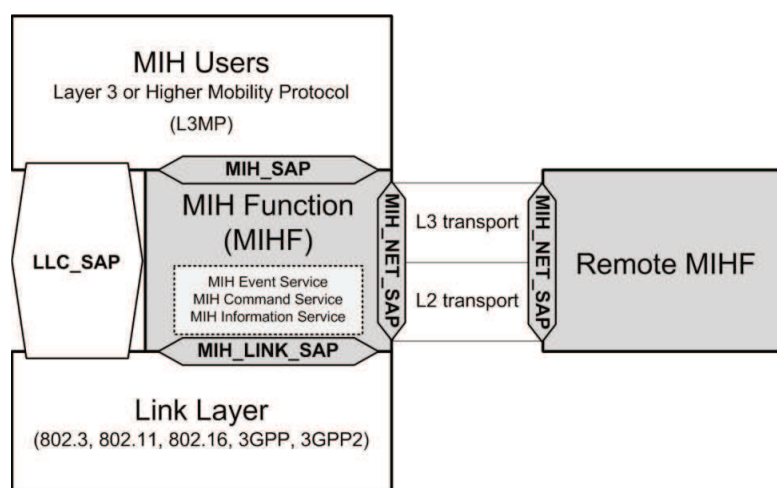 MIH Users
Layer 3 or Higher Mobility Protocol
(L3MP)
MIH_SAP
MIH Function
(MIHF)
MIH Event Service
MIH Command Service
MIH Information Service
MIH_LINK_SAP
LLC_SAP
MIH_NET_SAP
L3 transport
L2 transport
MIH_NET_SAP
Remote MIHF
Link Layer
(802.3, 802.11, 802.16, 3GPP, 3GPP2)